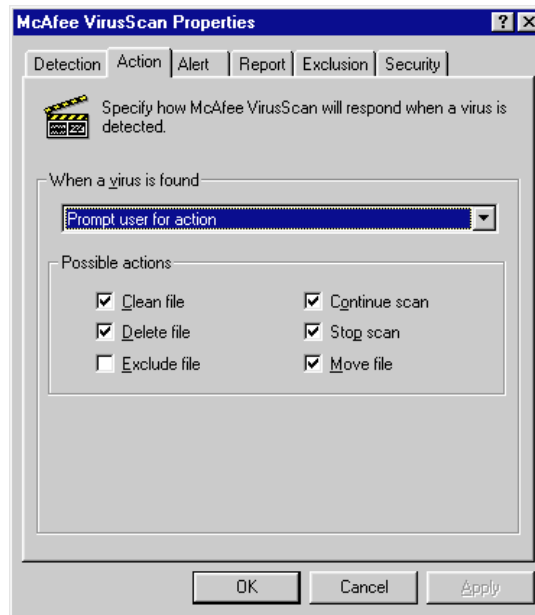 McAfee VirusScan Properties
Detection Action Alert Report Exclusion Security
Specify how McAfee VirusScan will respond when a virus is
detected.
When a virus is found
Prompt user for action
Possible actions
Clean file Continue scan
Delete file Stop scan
Exclude file Move file
OK Cancel Apply